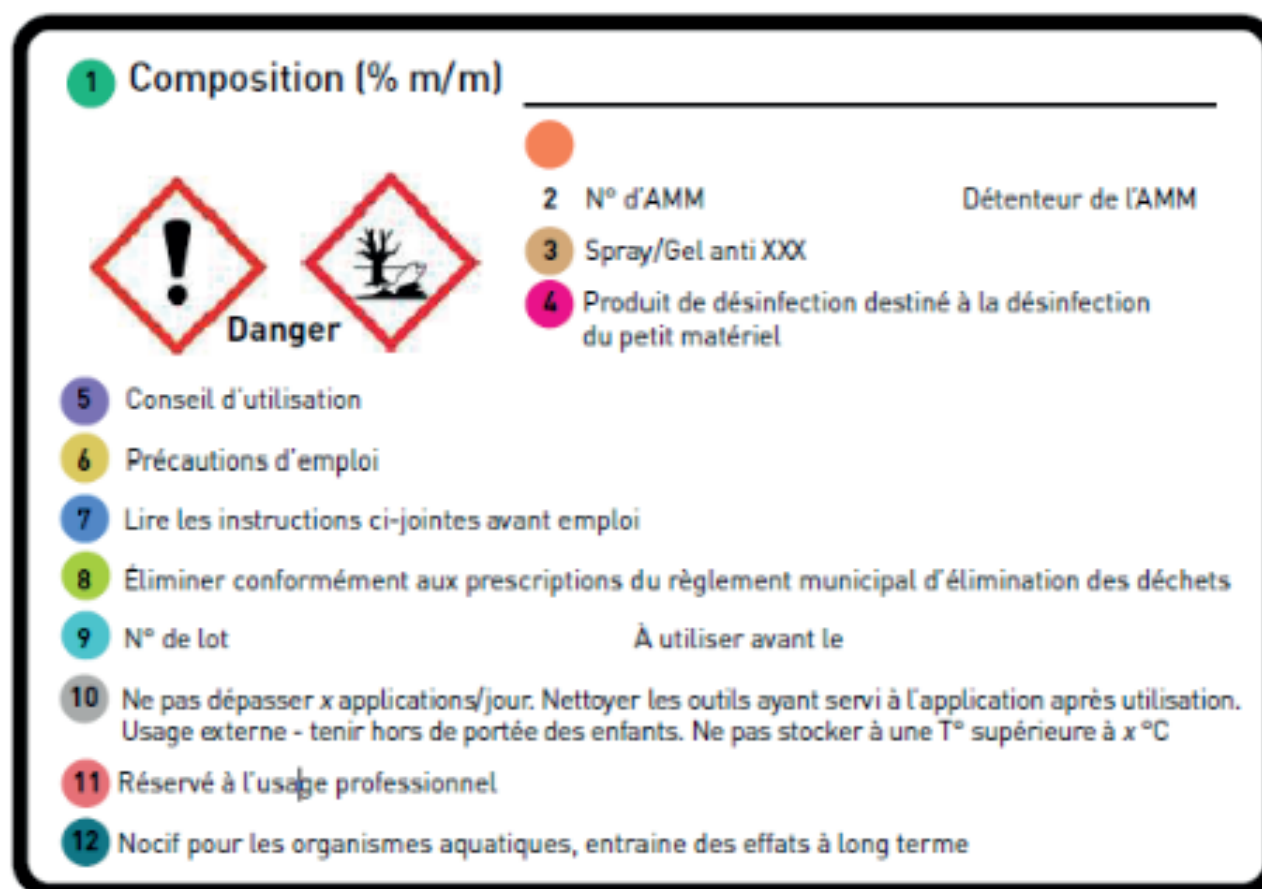 1 Composition (% m/m)
2 N° d'AMM Détenteur de l'AMM
3 Spray/Gel anti XXX
4 Produit de désinfection destiné à la désinfection
du petit matériel
Danger
5 Conseil d'utilisation
6 Précautions d'emploi
7 Lire les instructions ci-jointes avant emploi
8 Éliminer conformément aux prescriptions du règlement municipal d'élimination des déchets
9 N° de lot À utiliser avant le
10 Ne pas dépasser x applications/jour. Nettoyer les outils ayant servi à l'application après utilisation.
Usage externe - tenir hors de portée des enfants. Ne pas stocker à une T° supérieure à x °C
11 Réservé à l'usage professionnel
12 Nocif pour les organismes aquatiques, entraine des effats à long terme